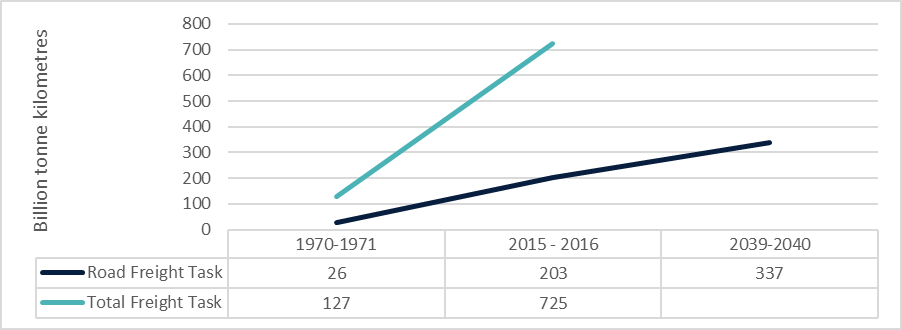 Billion tonne kilometres
800
700
600
500
400
300
200
100
0
1970-1971 2015 - 2016 2039-2040
Road Freight Task 26 203 337
Total Freight Task 127 725